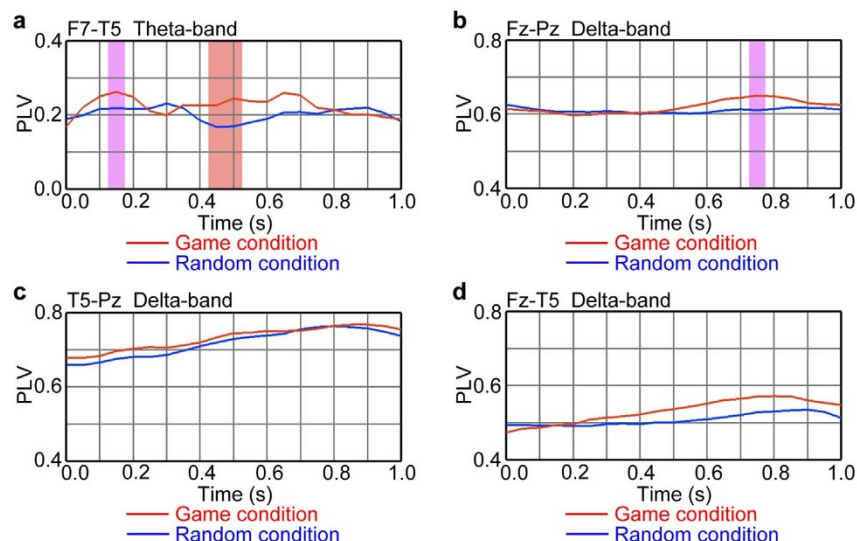 a
F7-T5 Theta-band
0.4
0.2
0.0
PLV
0.0 0.2 0.4 0.6 0.8 1.0
Time (s)
Game condition
Random condition
b
Fz-Pz Delta-band
0.8
0.6
0.4
PLV
0.0 0.2 0.4 0.6 0.8 1.0
Time (s)
Game condition
Random condition
c
T5-Pz Delta-band
0.8
0.6
0.4
PLV
0.0 0.2 0.4 0.6 0.8 1.0
Time (s)
Game condition
Random condition
d
Fz-T5 Delta-band
0.8
0.6
0.4
PLV
0.0 0.2 0.4 0.6 0.8 1.0
Time (s)
Game condition
Random condition